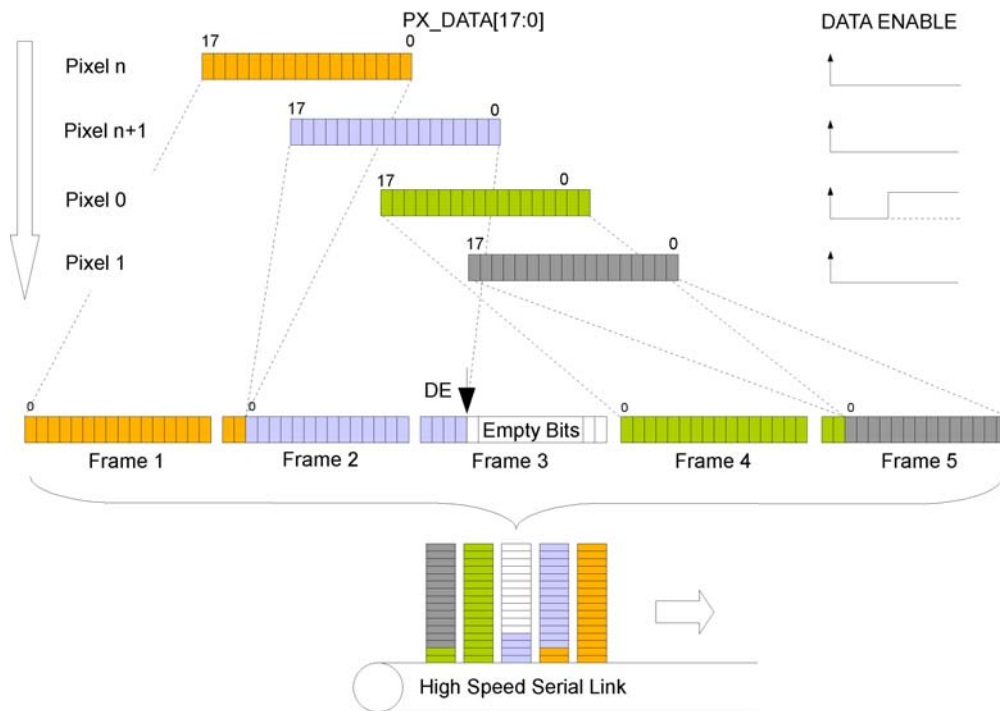 PX_DATA[17:0]
DATA ENABLE
17 0
Pixel n
17 0
Pixel n+1
17 0
Pixel 0
17 0
Pixel 1
DE
0 0 0 0
Empty Bits
Frame 1 Frame 2 Frame 3 Frame 4 Frame 5
High Speed Serial Link